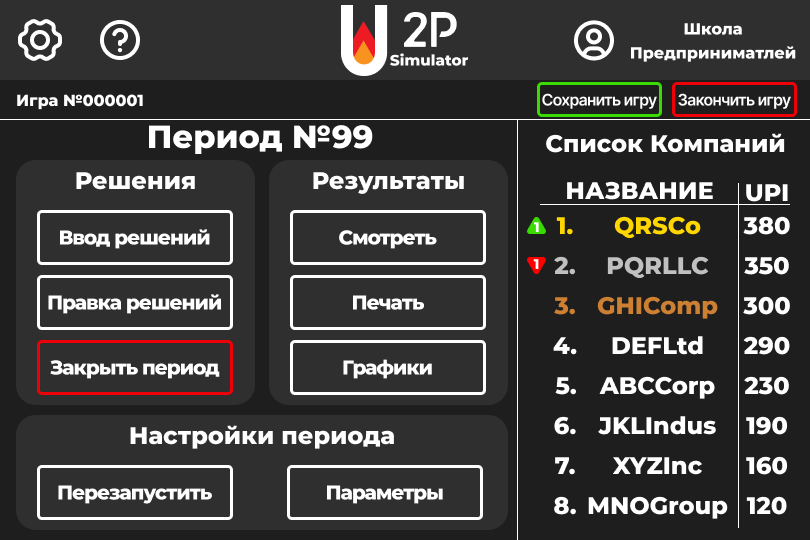 2P
Simulator
Школа
Предприниматлей
Игра №000001
Сохранить игру
Закончить игру
Период №99
Решения
Ввод решений
Правка решений
Закрыть период
Результаты
Смотреть
Печать
Графики
Настройки периода
Перезапустить
Параметры
Список Компаний
НАЗВАНИЕ UPI
1 1. QRSCo 380
1 2. PQRLLC 350
3. GHIComp 300
4. DEFLtd 290
5. ABCCorp 230
6. JKLIndus 190
7. XYZInc 160
8. MNOGroup 120